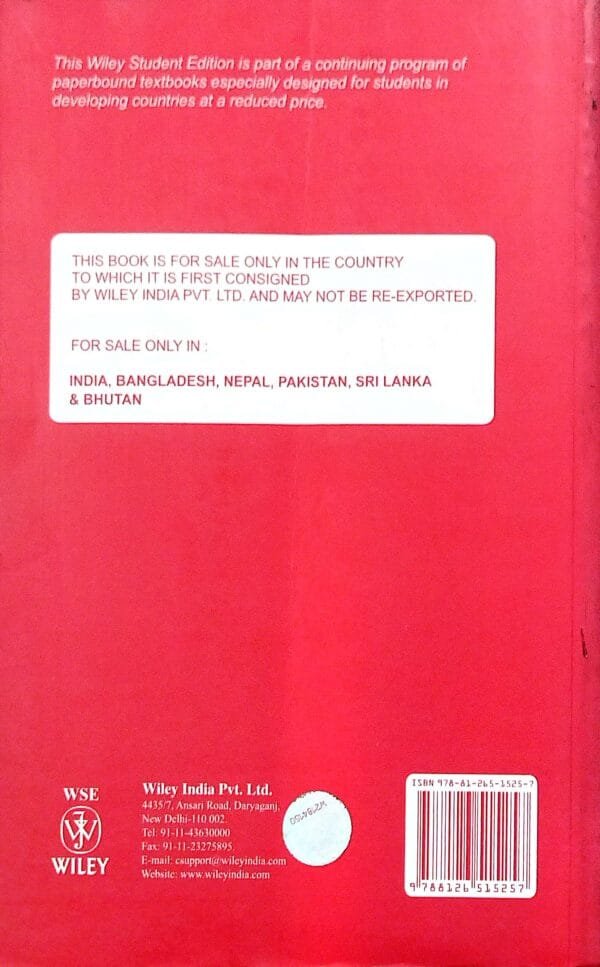 This Wiley Student Edition is part of a continuing program of
paperbound textbooks especially designed for students in
developing countries at a reduced price.
THIS BOOK IS FOR SALE ONLY IN THE COUNTRY
TO WHICH IT IS FIRST CONSIGNED
BY WILEY INDIA PVT. LTD. AND MAY NOT BE RE-EXPORTED.
FOR SALE ONLY IN :
INDIA, BANGLADESH, NEPAL, PAKISTAN, SRI LANKA
& BHUTAN
WSE
WILEY
Wiley India Pvt. Ltd.
4435/7, Ansari Road, Daryaganj,
New Delhi-110 002.
Tel: 91-11-43630000
Fax: 91-11-23275895.
E-mail: csupport@wileyindia.com
Website: www.wileyindia.com
ISBN 978-81-265-1525-7
9 788126 515257